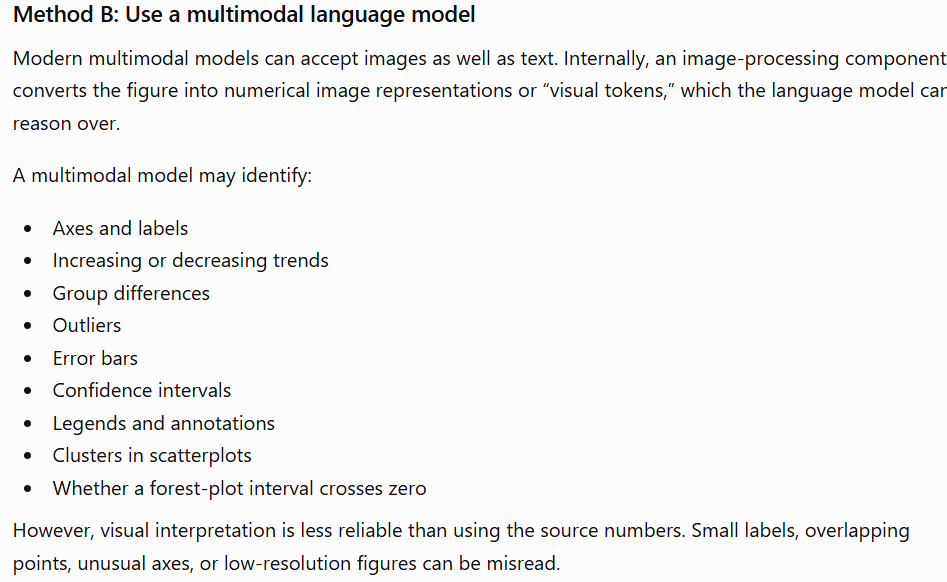 Method B: Use a multimodal language model
Modern multimodal models can accept images as well as text. Internally, an image-processing component
converts the figure into numerical image representations or “visual tokens,” which the language model can
reason over.
A multimodal model may identify:
• Axes and labels
• Increasing or decreasing trends
• Group differences
• Outliers
• Error bars
• Confidence intervals
• Legends and annotations
• Clusters in scatterplots
• Whether a forest-plot interval crosses zero
However, visual interpretation is less reliable than using the source numbers. Small labels, overlapping
points, unusual axes, or low-resolution figures can be misread.